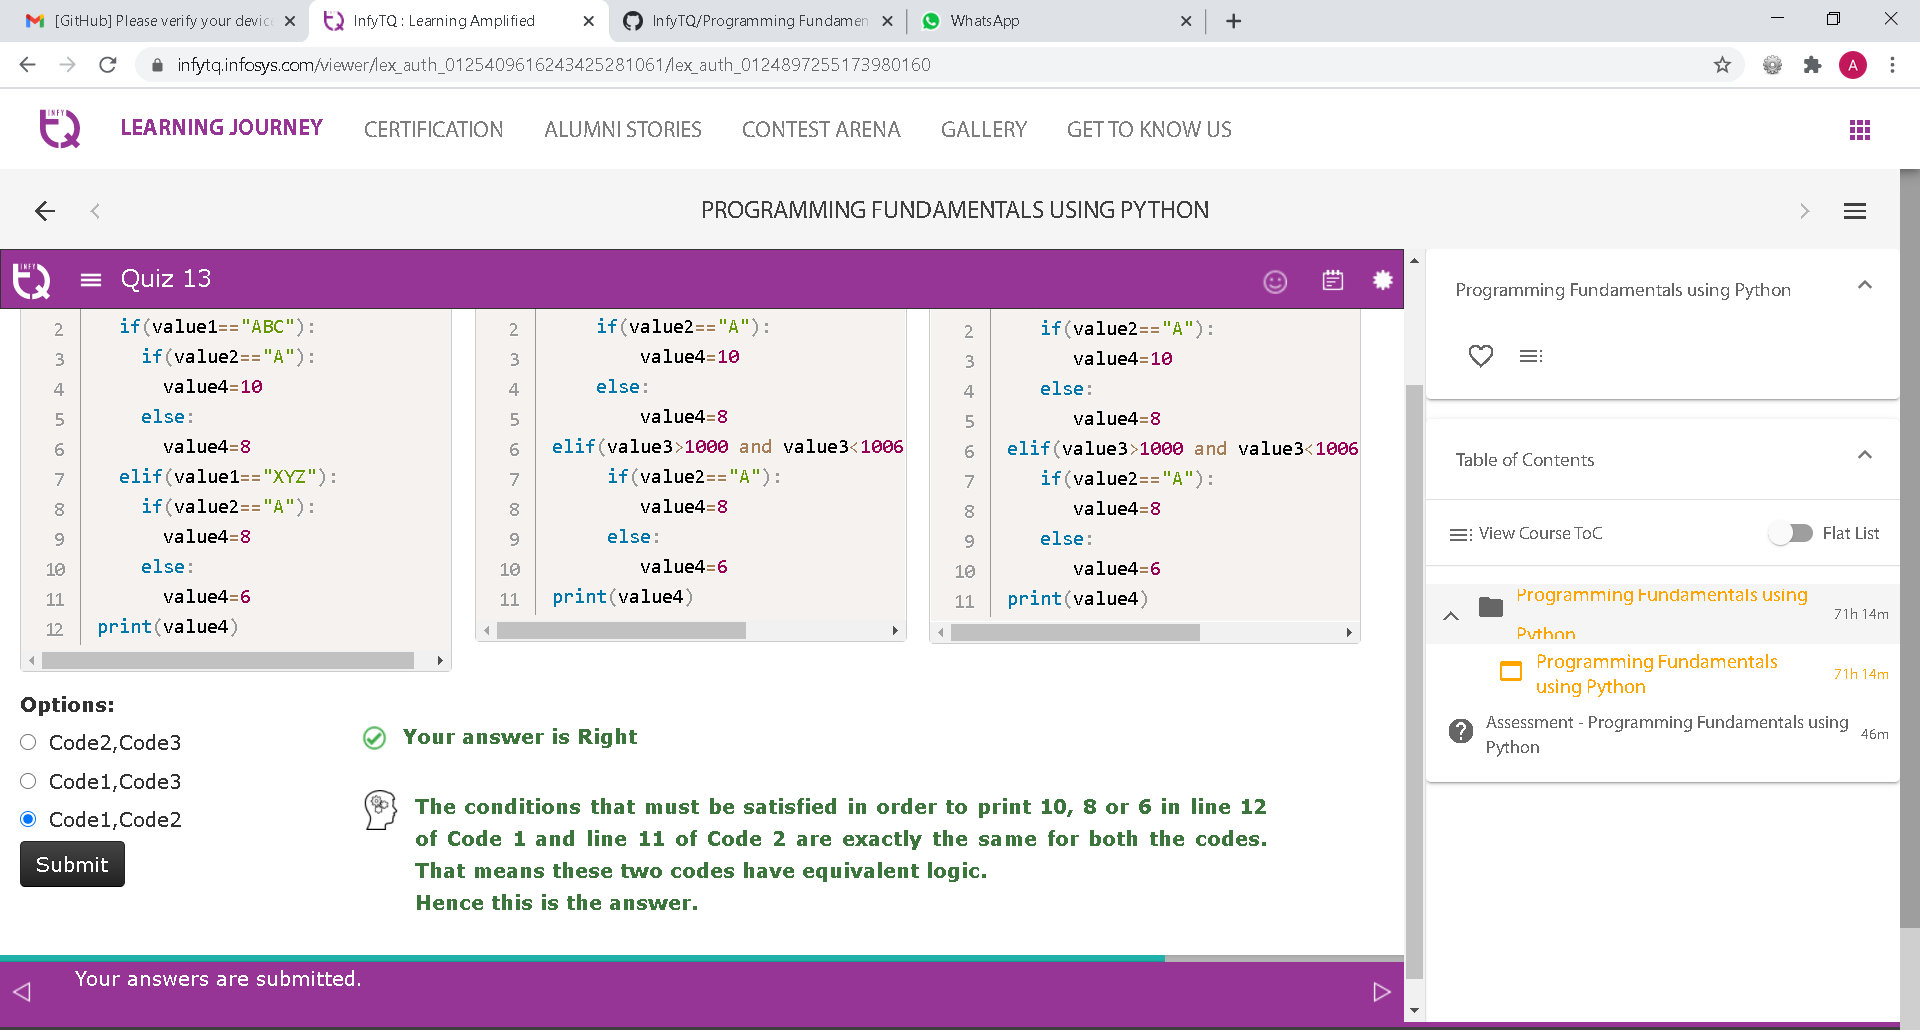 [GitHub] Please verify your device
InfyTQ : Learning Amplified
InfyTQ/Programming Fundamen
WhatsApp
infytq.infosys.com/viewer/lex_auth_0125409616243425281061/lex_auth_0124897255173980160
A
INFY
TQ
LEARNING JOURNEY
CERTIFICATION
ALUMNI STORIES
CONTEST ARENA
GALLERY
GET TO KNOW US
PROGRAMMING FUNDAMENTALS USING PYTHON
INFY
TQ
Quiz 13
2 if(value1=="ABC"):
3 if(value2=="A"):
4 value4=10
5 else:
6 value4=8
7 elif(value1=="XYZ"):
8 if(value2=="A"):
9 value4=8
10 else:
11 value4=6
12 print(value4)
2 if(value2=="A"):
3 value4=10
4 else:
5 value4=8
6 elif(value3>1000 and value3<1006
7 if(value2=="A"):
8 value4=8
9 else:
10 value4=6
11 print(value4)
2 if(value2=="A"):
3 value4=10
4 else:
5 value4=8
6 elif(value3>1000 and value3<1006
7 if(value2=="A"):
8 value4=8
9 else:
10 value4=6
11 print(value4)
Options:
Code2,Code3
Code1,Code3
Code1,Code2
Submit
Your answer is Right
The conditions that must be satisfied in order to print 10, 8 or 6 in line 12
of Code 1 and line 11 of Code 2 are exactly the same for both the codes.
That means these two codes have equivalent logic.
Hence this is the answer.
Your answers are submitted.
Programming Fundamentals using Python
Table of Contents
View Course ToC
Flat List
Programming Fundamentals using
Python
71h 14m
Programming Fundamentals
using Python
71h 14m
Assessment - Programming Fundamentals using
Python
46m